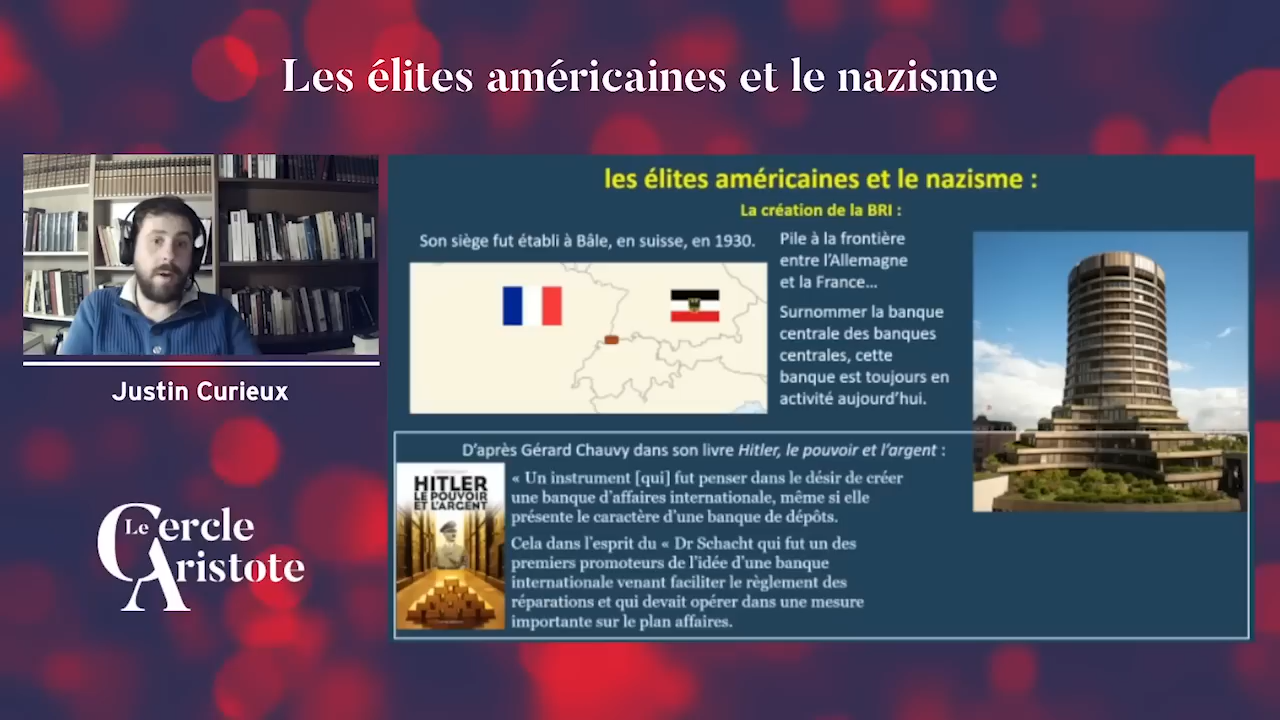 Les élites américaines et le nazisme
Justin Curieux
Le Cercle
Aristote
les élites américaines et le nazisme :
La création de la BRI :
Son siège fut établi à Bâle, en suisse, en 1930.
Pile à la frontière
entre l'Allemagne
et la France...
Surnommer la banque
centrale des banques
centrales, cette
banque est toujours en
activité aujourd'hui.
D'après Gérard Chauvy dans son livre Hitler, le pouvoir et l'argent :
HITLER
LE POUVOIR
ET L'ARGENT
« Un instrument [qui] fut penser dans le désir de créer
une banque d'affaires internationale, même si elle
présente le caractère d'une banque de dépôts.
Cela dans l'esprit du « Dr Schacht qui fut un des
premiers promoteurs de l'idée d'une banque
internationale venant faciliter le règlement des
réparations et qui devait opérer dans une mesure
importante sur le plan affaires.